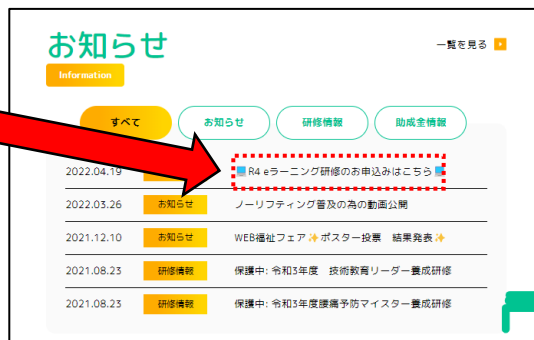 お知らせ
一覧を見る
Information
すべて
お知らせ
研修情報
助成金情報
2022.04.19
R4 eラーニング研修のお申込みはこちら
2022.03.26 お知らせ ノーリフティング普及の為の動画公開
2021.12.10 お知らせ WEB福祉フェア✨ポスター投票 結果発表✨
2021.08.23 研修情報 保護中: 令和3年度 技術教育リーダー養成研修
2021.08.23 研修情報 保護中: 令和3年度腰痛予防マイスター養成研修